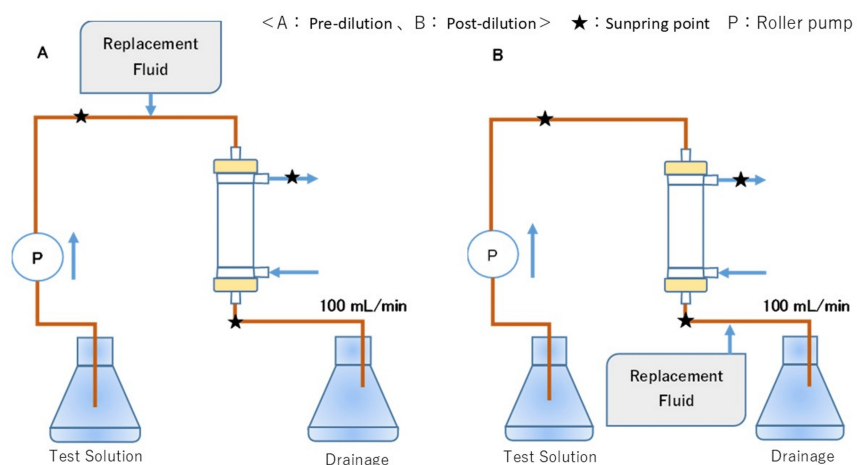 <A： Pre-dilution 、B： Post-dilution> ★：Sunpring point P：Roller pump
A
Replacement
Fluid
P
100 mL/min
Test Solution
Drainage
B
P
100 mL/min
Replacement
Fluid
Test Solution
Drainage